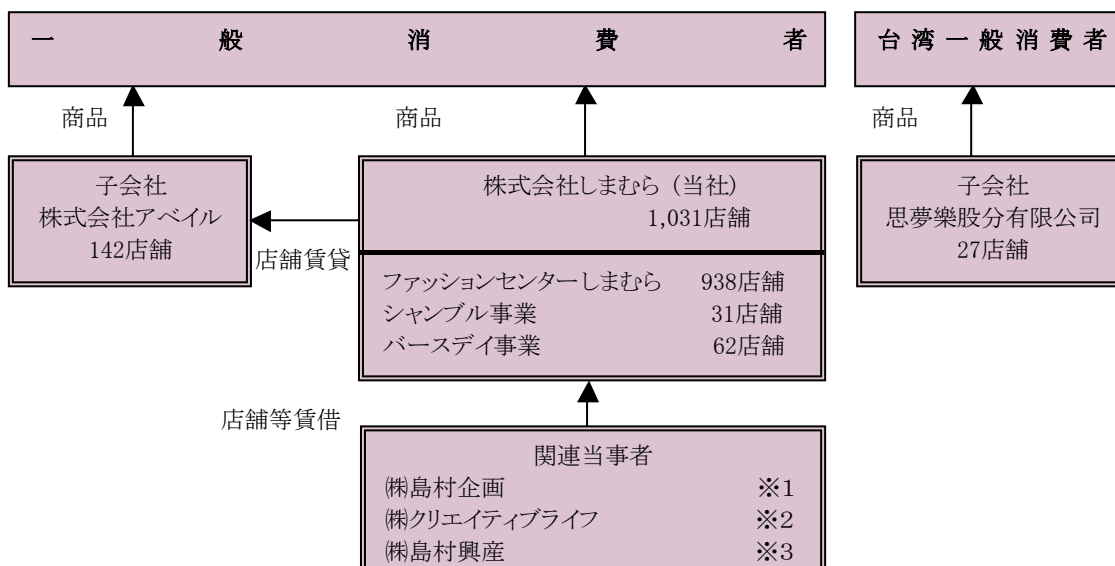 一般消費者
台湾一般消費者
商品
商品
商品
子会社
株式会社アベイル
142店舗
店舗賃貸
株式会社しまむら (当社)
1,031店舗
ファッションセンターしまむら 938店舗
シャンブル事業 31店舗
バースデイ事業 62店舗
子会社
思夢樂股分有限公司
27店舗
店舗等賃借
関連当事者
㈱島村企画 ※1
㈱クリエイティブライフ ※2
㈱島村興産 ※3